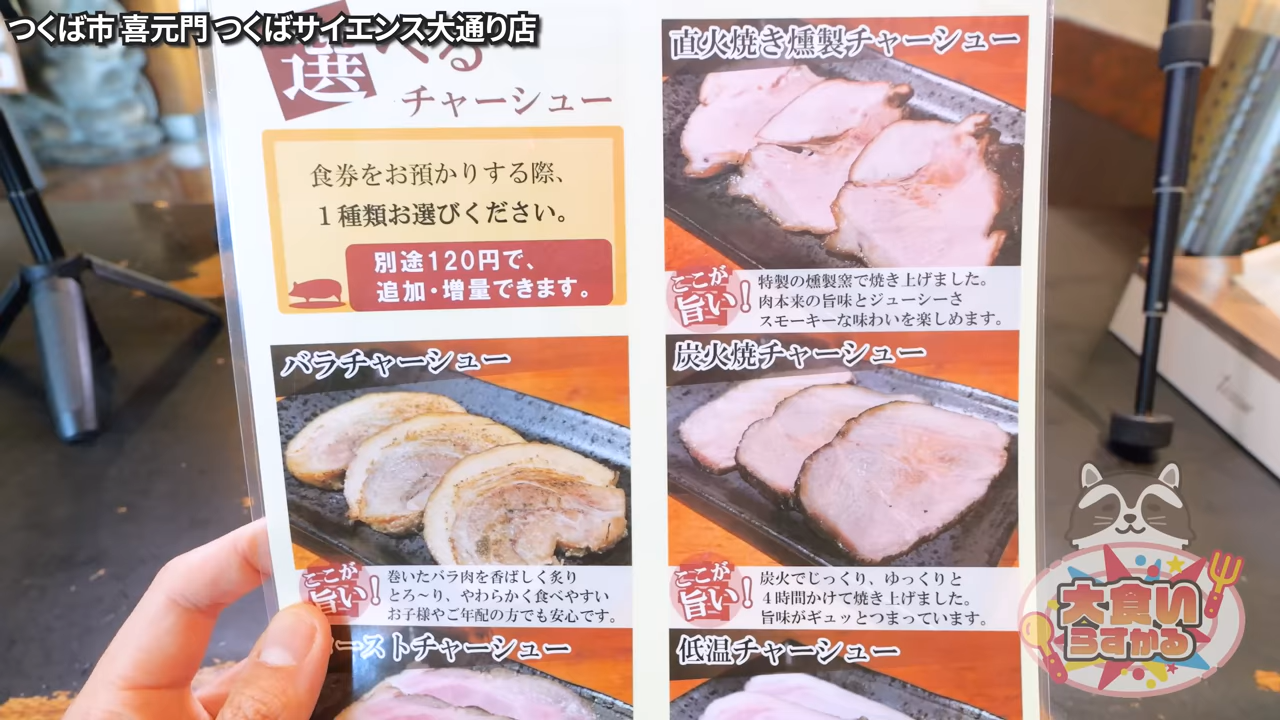 つくば市 喜元門 つくばサイエンス大通り店
選べる
チャーシュー
食券をお預かりする際、
１種類お選びください。
別途120円で、
追加・増量できます。
バラチャーシュー
ここが
旨い！
巻いたバラ肉を香ばしく炙り
とろ～り、やわらかく食べやすい
お子様やご年配の方でも安心です。
ーストチャーシュー
直火焼き燻製チャーシュー
ここが
旨い！
特製の燻製窯で焼き上げました。
肉本来の旨味とジューシーさ
スモーキーな味わいを楽しめます。
炭火焼チャーシュー
ここが
旨い！
炭火でじっくり、ゆっくりと
４時間かけて焼き上げました。
旨味がギュッとつまっています。
低温チャーシュー
大食い
らすかる